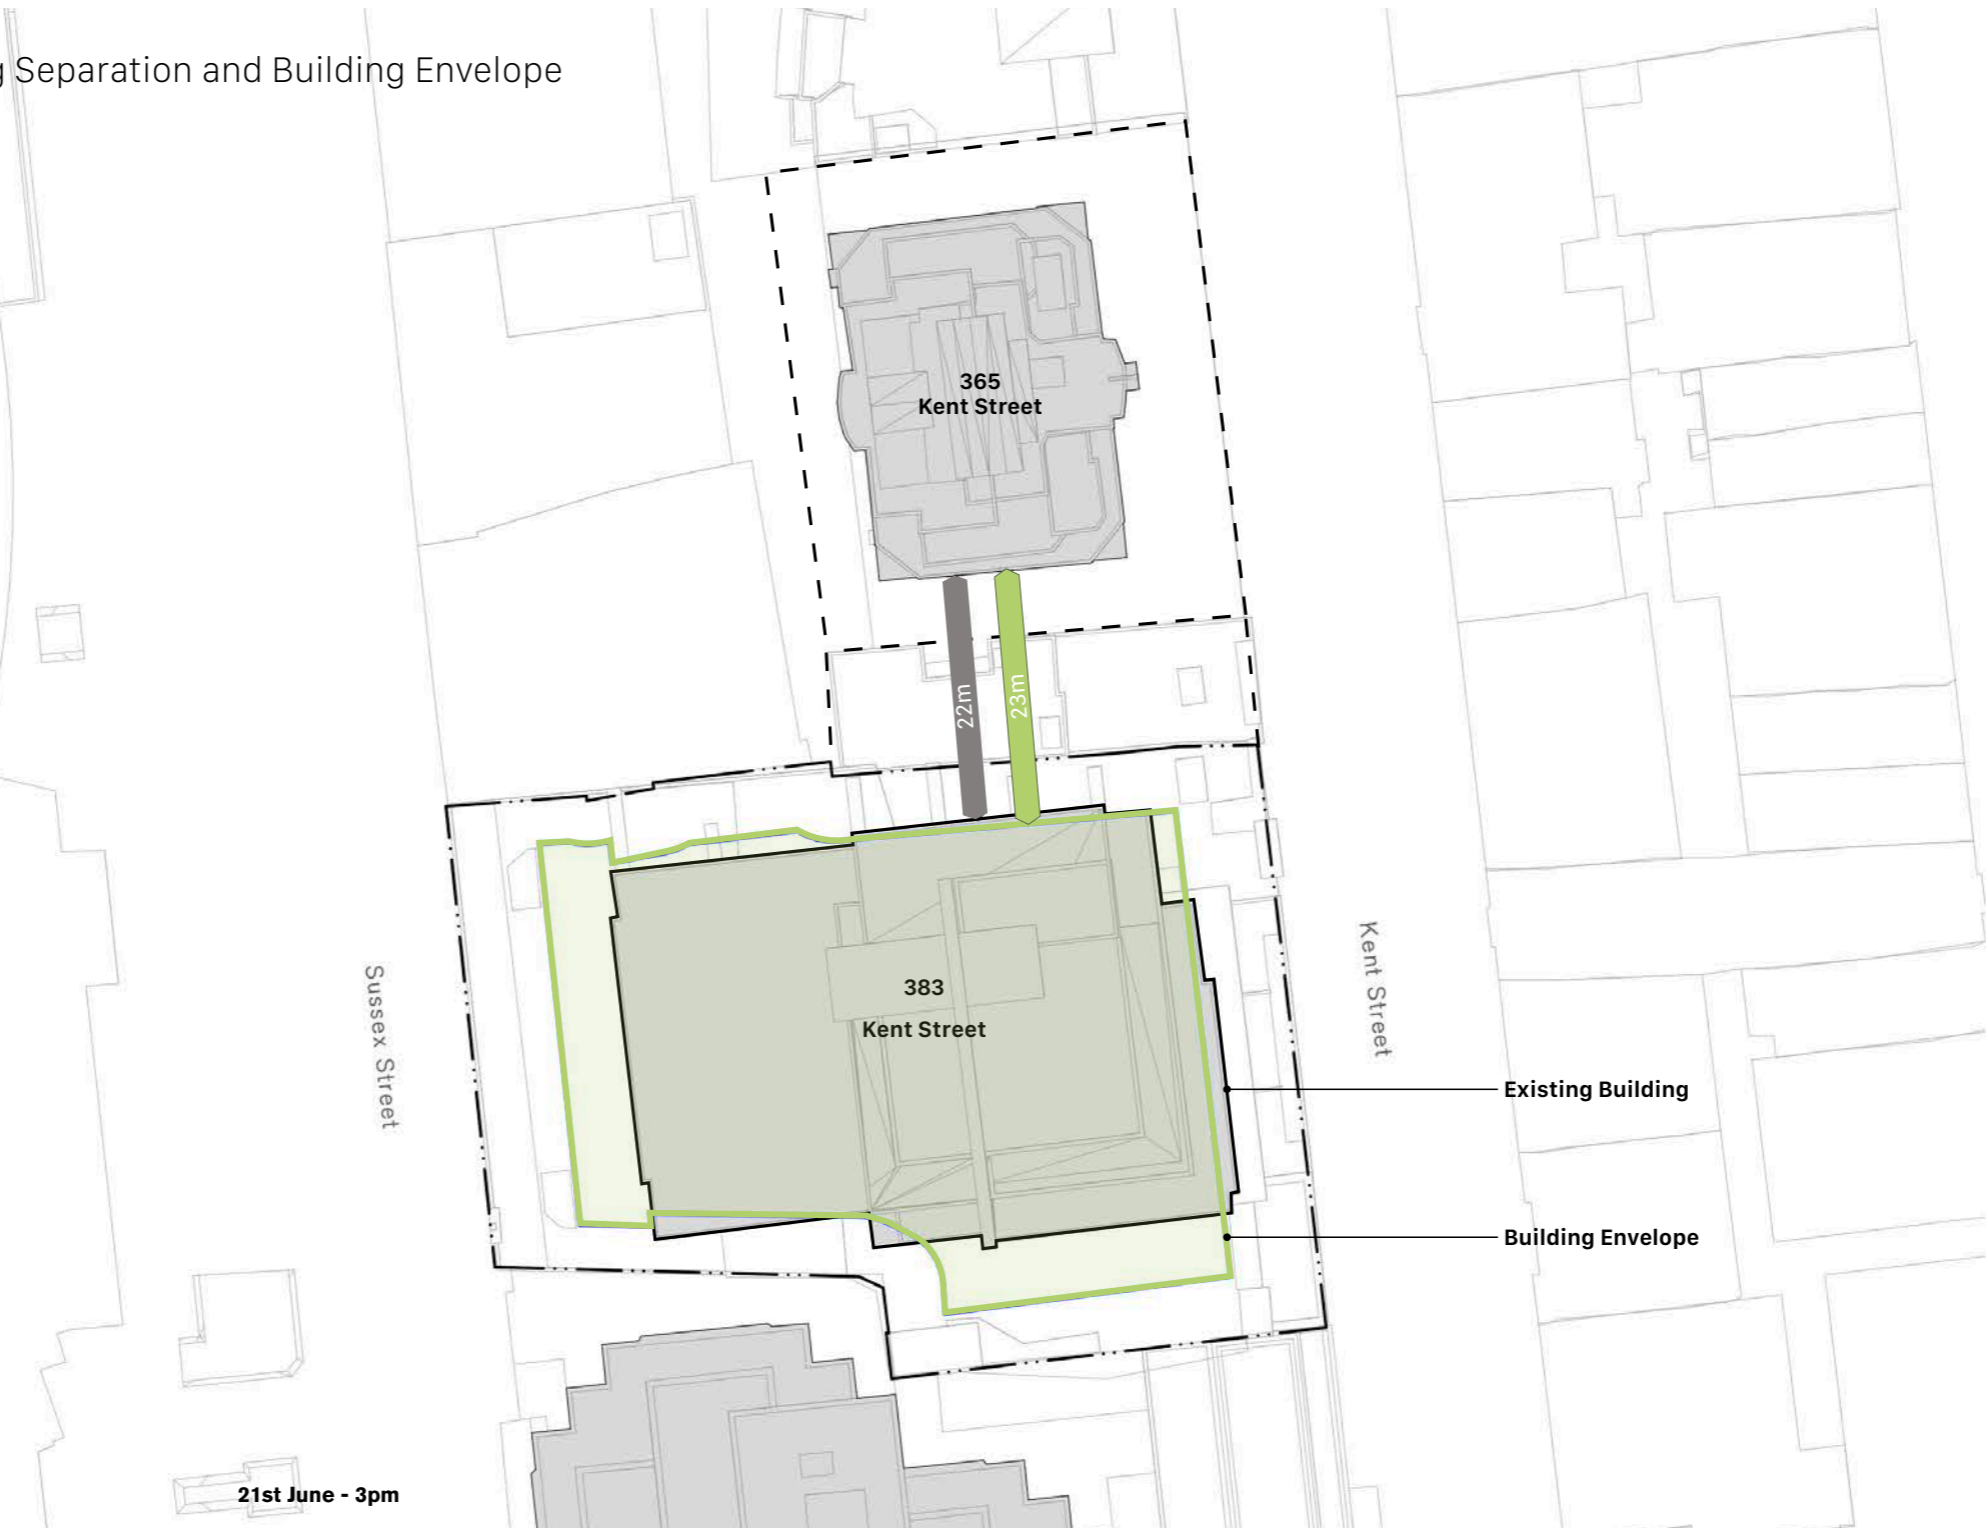 Separation and Building Envelope
365
Kent Street
22m
23m
383
Kent Street
Sussex Street
Kent Street
Existing Building
Building Envelope
21st June - 3pm